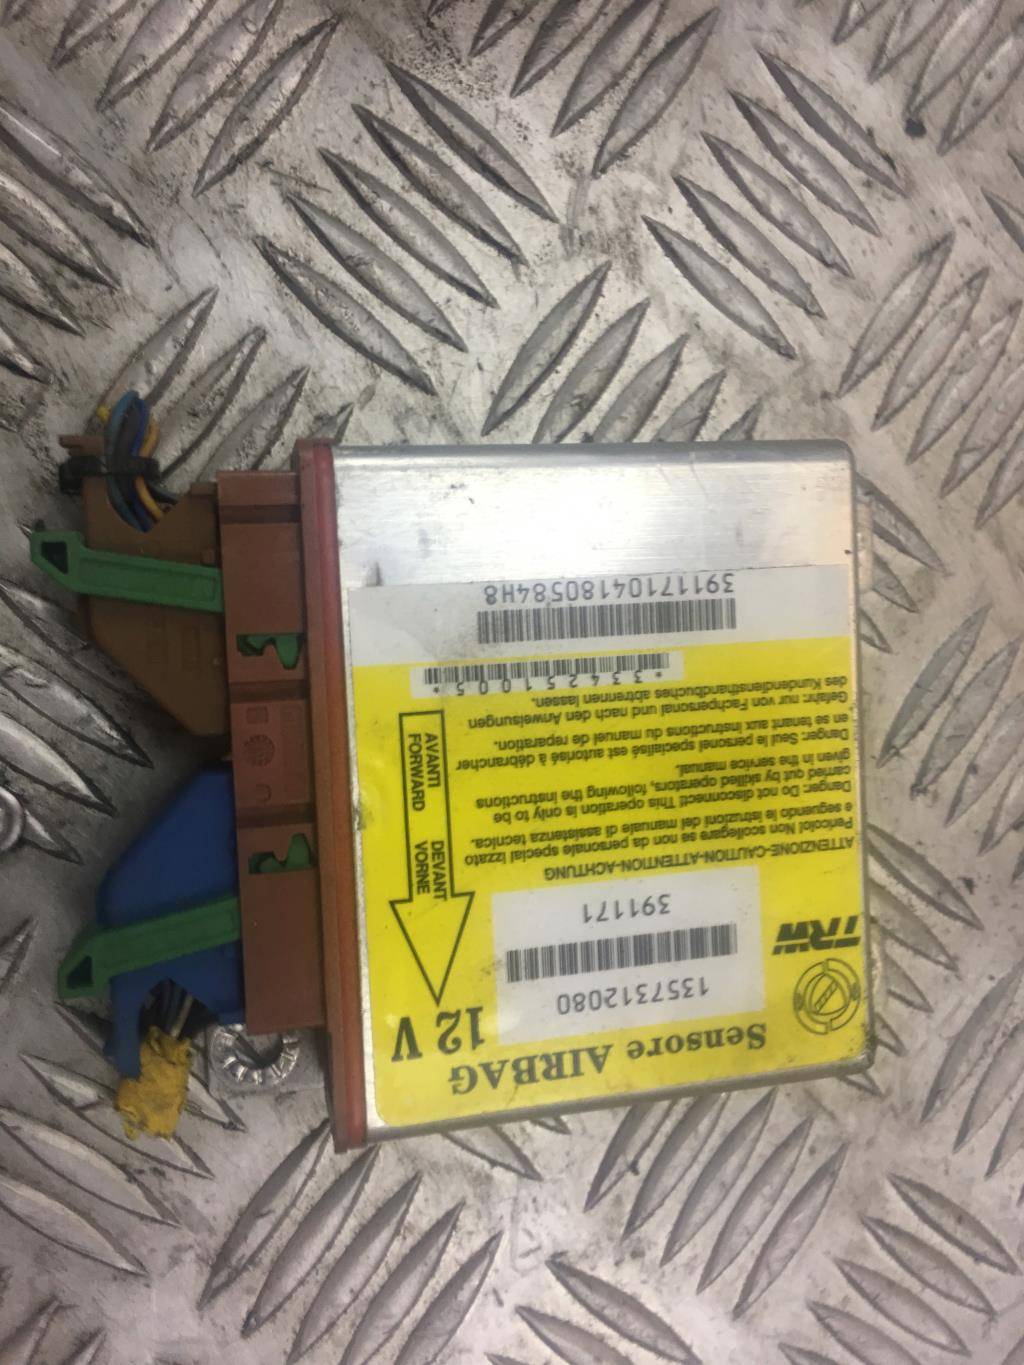 Sensore AIRBAG
12 V
1357312080
391171
TRW
ATTENZIONE-CAUTION-ATTENTION-ACHTUNG
Pericolo! Non scollegare se non da personale special izzato
e seguendo le istruzioni del manuale di assistenza tecnica.
Danger: Do not disconnect! This operation is only to be
carried out by skilled operators, following the instructions
given in the service manual.
Danger: Seul le personel specialisé est autorisé à débrancher
en se tenant aux instructions du manuel de reparation.
Gefahr: nur von Fachpersonal und nach den Anweisungen
des Kundendiensthandbuches abtrennen lassen.
AVANTI
FORWARD
DEVANT
VORNE
*334251005*
39117104180584H8